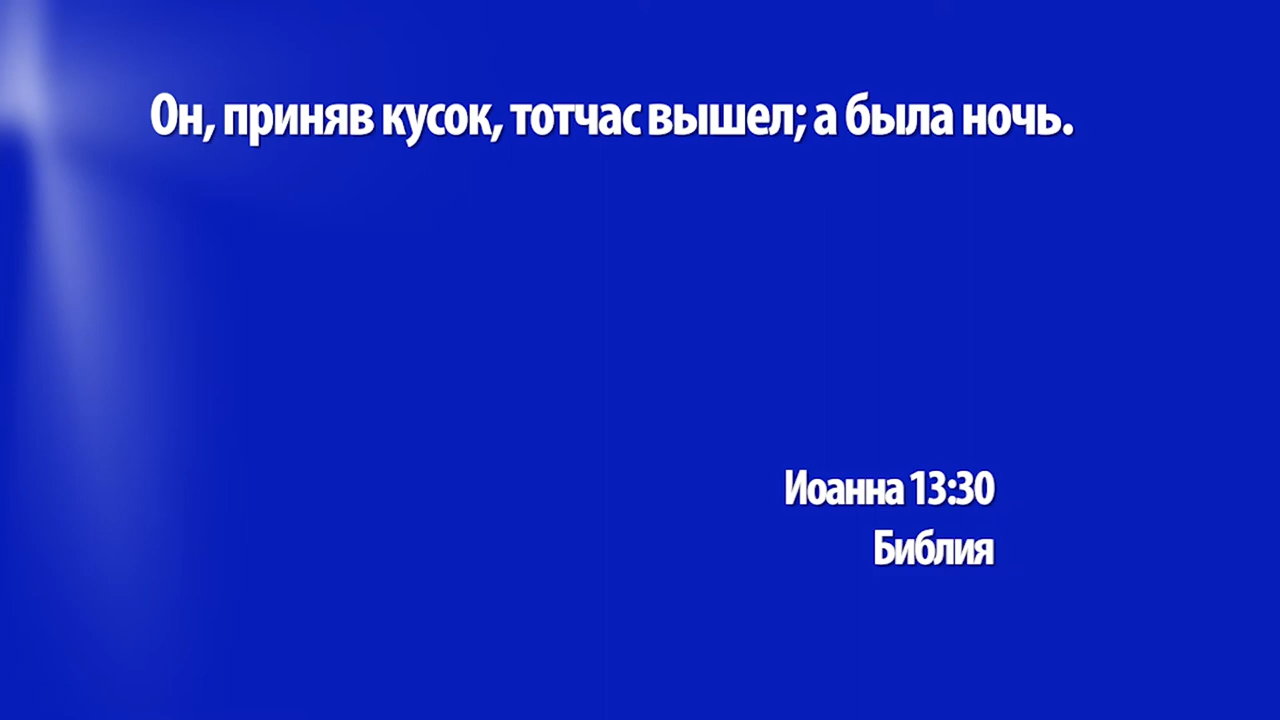 Он, приняв кусок, тотчас вышел; а была ночь.
Иоанна 13:30
Библия